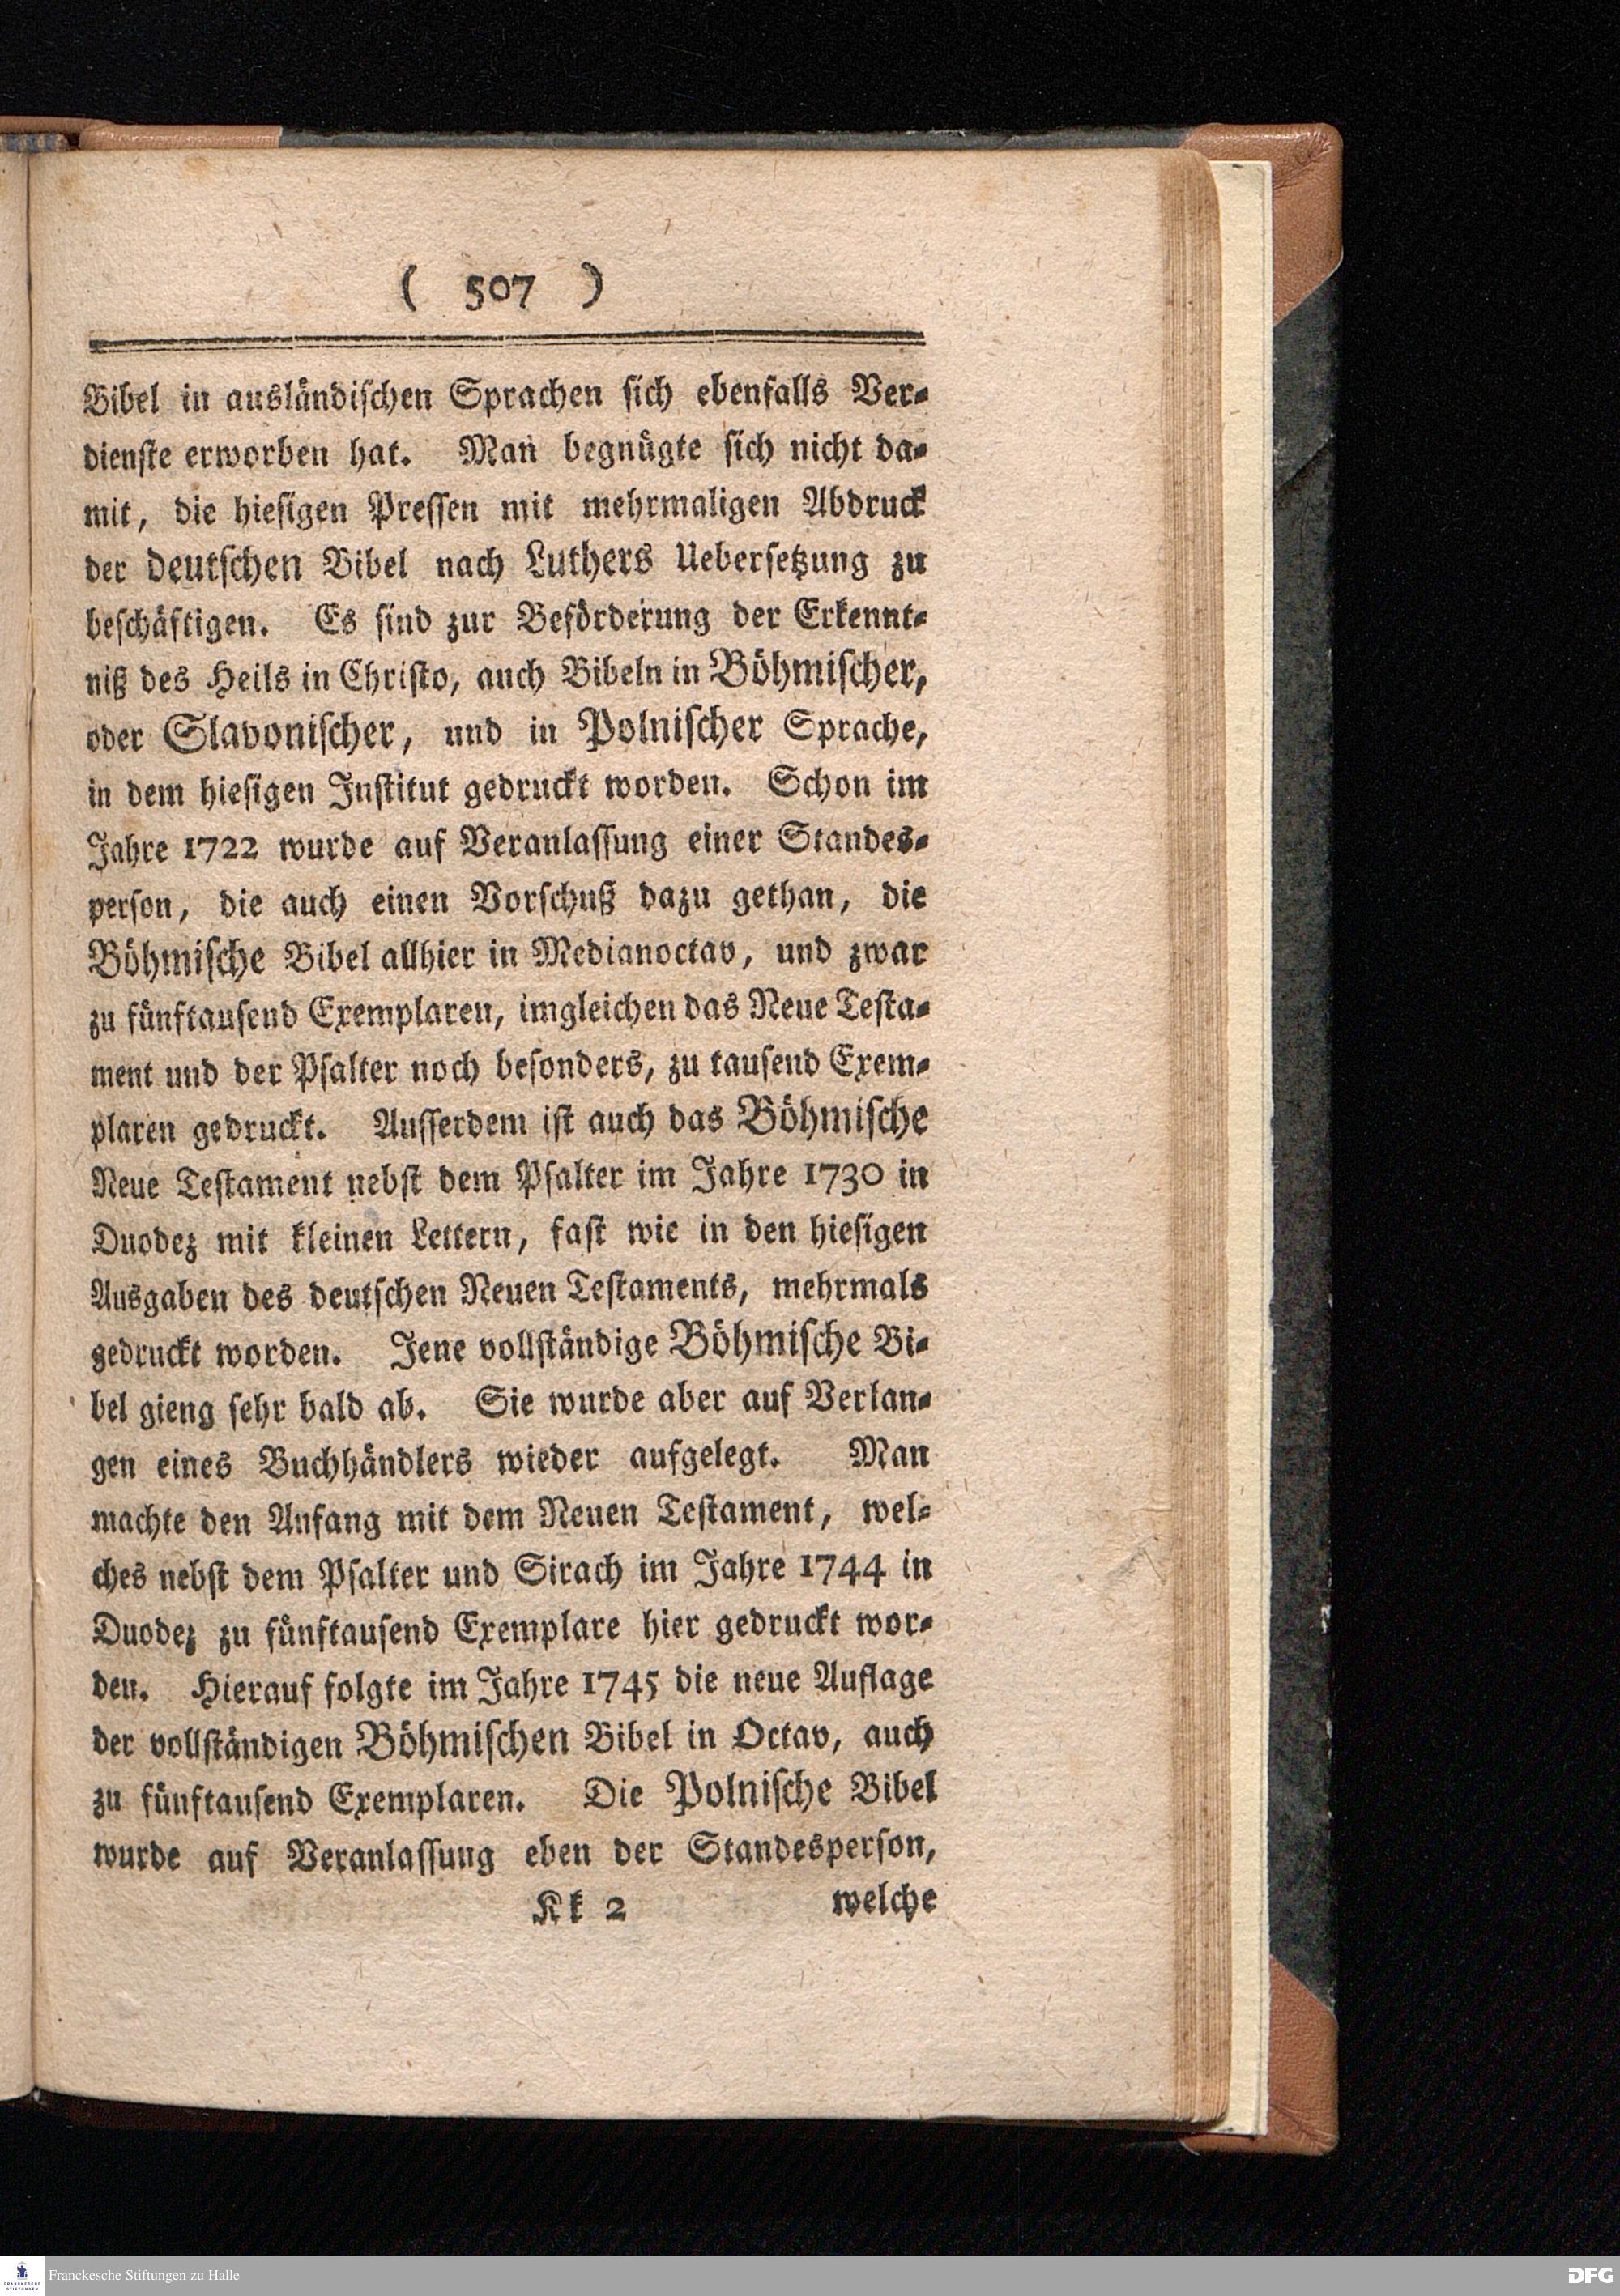 ( 507 )
Bibel in ausländischen Sprachen sich ebenfalls Ver-
dienste erworben hat. Man begnügte sich nicht da-
mit, die hiesigen Pressen mit mehrmaligen Abdruck
der deutschen Bibel nach Luthers Uebersetzung zu
beschäftigen. Es sind zur Beförderung der Erkennt-
niß des Heils in Christo, auch Bibeln in Böhmischer,
oder Slavonischer, und in Polnischer Sprache,
in dem hiesigen Institut gedruckt worden. Schon im
Jahre 1722 wurde auf Veranlassung einer Standes-
person, die auch einen Vorschuß dazu gethan, die
Böhmische Bibel allhier in Medianoctav, und zwar
zu fünftausend Exemplaren, imgleichen das Neue Testa-
ment und der Psalter noch besonders, zu tausend Exem-
plaren gedruckt. Ausserdem ist auch das Böhmische
Neue Testament nebst dem Psalter im Jahre 1730 in
Duodez mit kleinen Lettern, fast wie in den hiesigen
Ausgaben des deutschen Neuen Testaments, mehrmals
gedruckt worden. Jene vollständige Böhmische Bi-
bel gieng sehr bald ab. Sie wurde aber auf Verlan-
gen eines Buchhändlers wieder aufgelegt. Man
machte den Anfang mit dem Neuen Testament, wel-
ches nebst dem Psalter und Sirach im Jahre 1744 in
Duodez zu fünftausend Exemplare hier gedruckt wor-
den. Hierauf folgte im Jahre 1745 die neue Auflage
der vollständigen Böhmischen Bibel in Octav, auch
zu fünftausend Exemplaren. Die Polnische Bibel
wurde auf Veranlassung eben der Standesperson,
Kk 2 welche
FRANCKESCHE STIFTUNGEN
Franckesche Stiftungen zu Halle
DFG